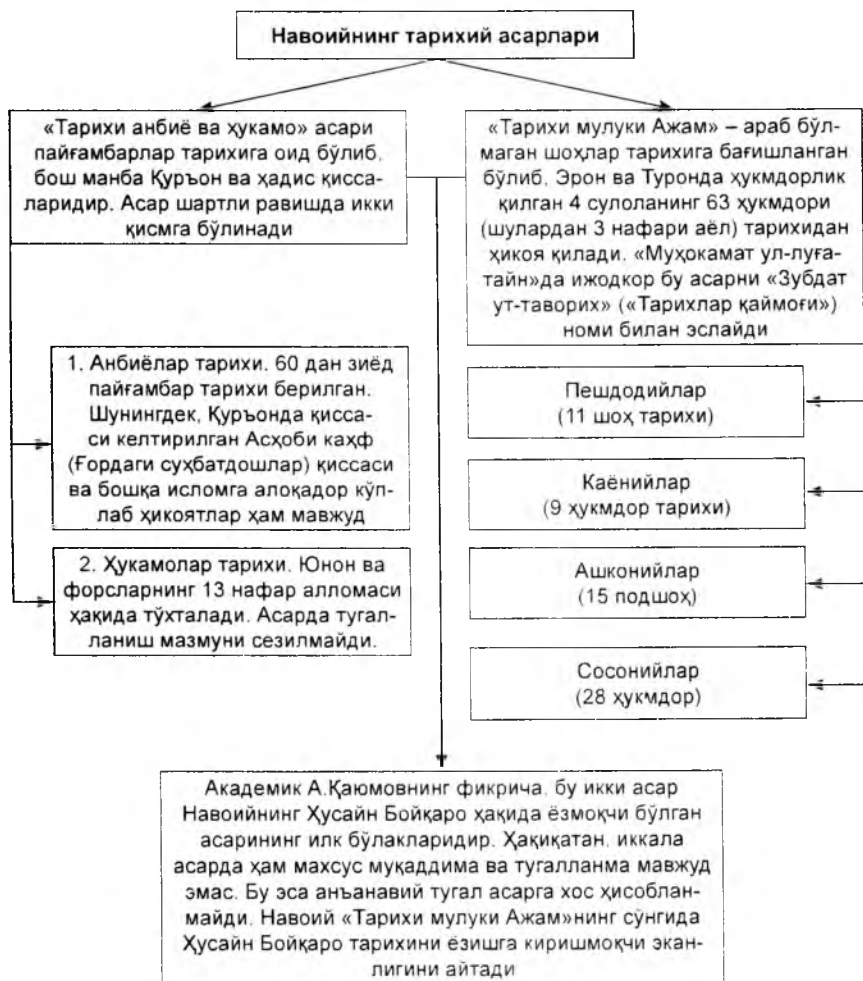 Навоийнинг тарихий асарлари
«Тарихи анбиё ва ҳукамо» асари
пайғамбарлар тарихига оид бўлиб,
бош манба Қуръон ва ҳадис қисса-
ларидир. Асар шартли равишда икки
қисмга бўлинади
«Тарихи мулуки Ажам» – араб бўл-
маган шоҳлар тарихига бағишланган
бўлиб, Эрон ва Туронда ҳукмдорлик
қилган 4 сулоланинг 63 ҳукмдори
(шулардан 3 нафари аёл) тарихидан
ҳикоя қилади. «Муҳокамат ул-луға-
тайн»да ижодкор бу асарни «Зубдат
ут-таворих» («Тарихлар қаймоғи»)
номи билан эслайди
1. Анбиёлар тарихи. 60 дан зиёд
пайғамбар тарихи берилган.
Шунингдек, Қуръонда қисса-
си келтирилган Асҳоби каҳф
(Ғордаги суҳбатдошлар) қиссаси
ва бошқа исломга алоқадор кўп-
лаб ҳикоятлар ҳам мавжуд
2. Ҳукамолар тарихи. Юнон ва
форсларнинг 13 нафар алломаси
ҳақида тўхталади. Асарда тугал-
ланиш мазмуни сезилмайди.
Пешдодийлар
(11 шоҳ тарихи)
Каёнийлар
(9 ҳукмдор тарихи)
Ашконийлар
(15 подшоҳ)
Сосонийлар
(28 ҳукмдор)
Академик А.Қаюмовнинг фикрича, бу икки асар
Навоийнинг Ҳусайн Бойқаро ҳақида ёзмоқчи бўлган
асарининг илк бўлакларидир. Ҳақиқатан, иккала
асарда ҳам махсус муқаддима ва тугалланма мавжуд
эмас. Бу эса анъанавий тугал асарга хос ҳисоблан-
майди. Навоий «Тарихи мулуки Ажам»нинг сўнгида
Ҳусайн Бойқаро тарихини ёзишга киришмоқчи экан-
лигини айтади